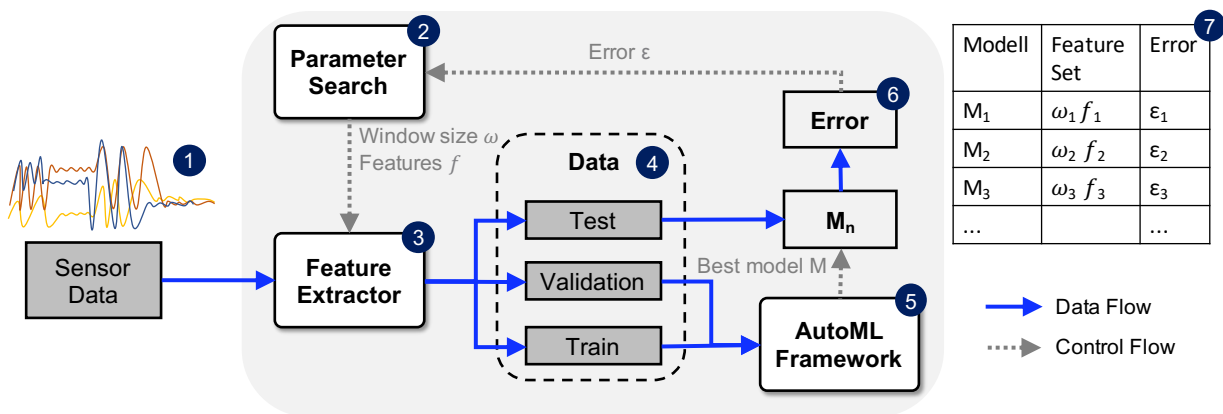 1
Sensor
Data
2
Parameter
Search
Error ε
Window size ω
Features f
3
Feature
Extractor
Data
4
Test
Validation
Train
6
Error
Mn
Best model M
5
AutoML
Framework
7
Modell Feature Set Error
M1 ω1 f1 ε1
M2 ω2 f2 ε2
M3 ω3 f3 ε3
... ...
Data Flow
Control Flow